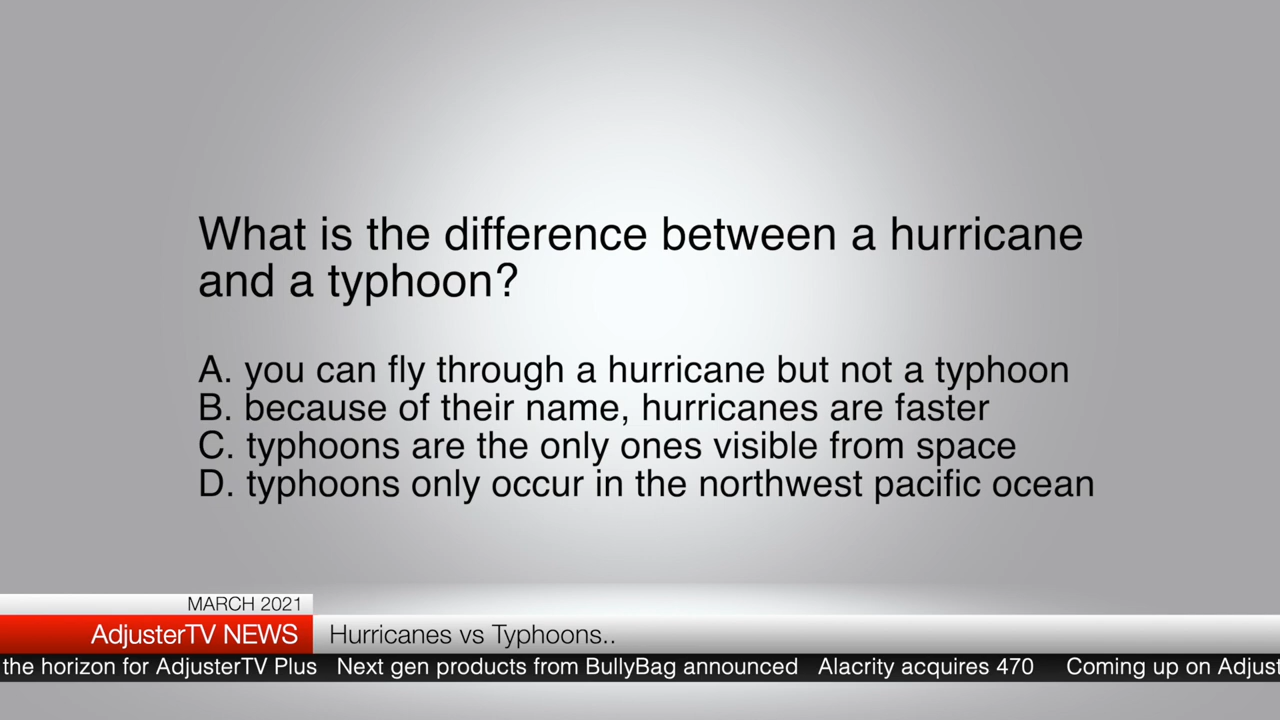 What is the difference between a hurricane
and a typhoon?
A. you can fly through a hurricane but not a typhoon
B. because of their name, hurricanes are faster
C. typhoons are the only ones visible from space
D. typhoons only occur in the northwest pacific ocean
MARCH 2021
AdjusterTV NEWS
Hurricanes vs Typhoons..
the horizon for AdjusterTV Plus Next gen products from BullyBag announced Alacrity acquires 470 Coming up on Adjust